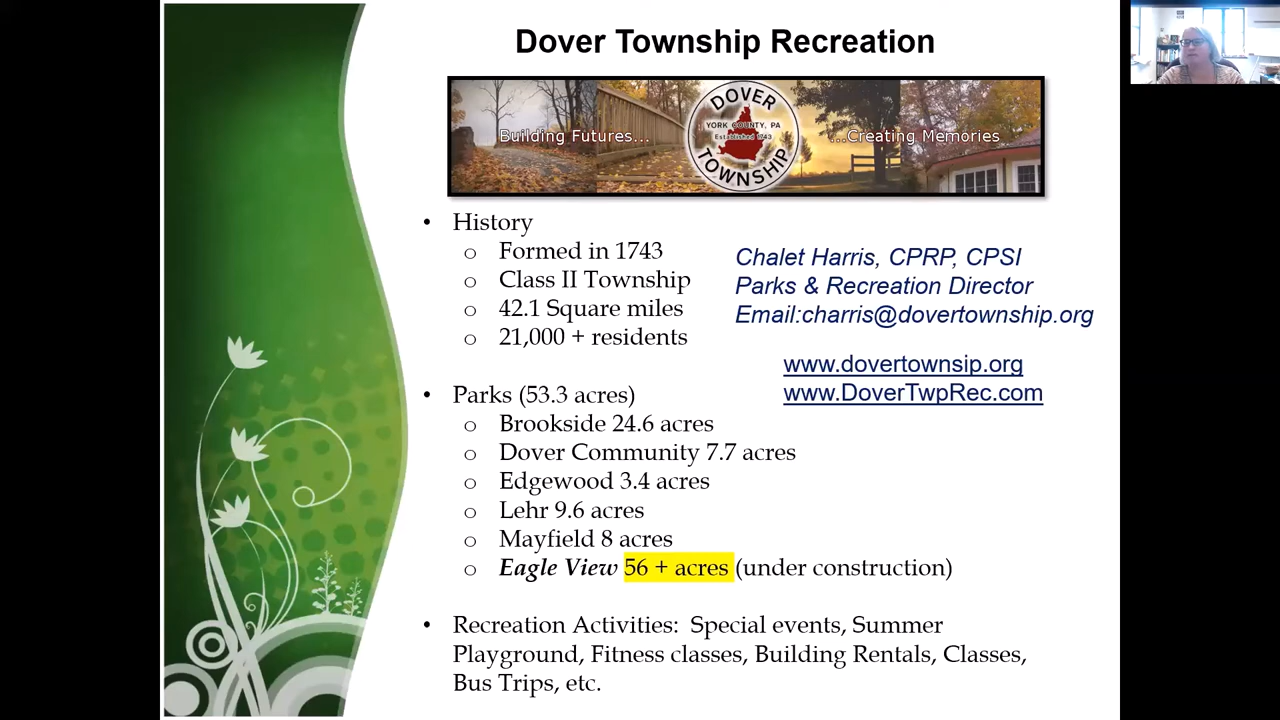 Dover Township Recreation
Building Futures...
DOVER
YORK COUNTY, PA
Established 1743
TOWNSHIP
...Creating Memories
• History
o Formed in 1743
o Class II Township
o 42.1 Square miles
o 21,000 + residents
Chalet Harris, CPRP, CPSI
Parks & Recreation Director
Email:charris@dovertownship.org
www.dovertownsip.org
www.DoverTwpRec.com
• Parks (53.3 acres)
o Brookside 24.6 acres
o Dover Community 7.7 acres
o Edgewood 3.4 acres
o Lehr 9.6 acres
o Mayfield 8 acres
o Eagle View 56 + acres (under construction)
• Recreation Activities: Special events, Summer
Playground, Fitness classes, Building Rentals, Classes,
Bus Trips, etc.